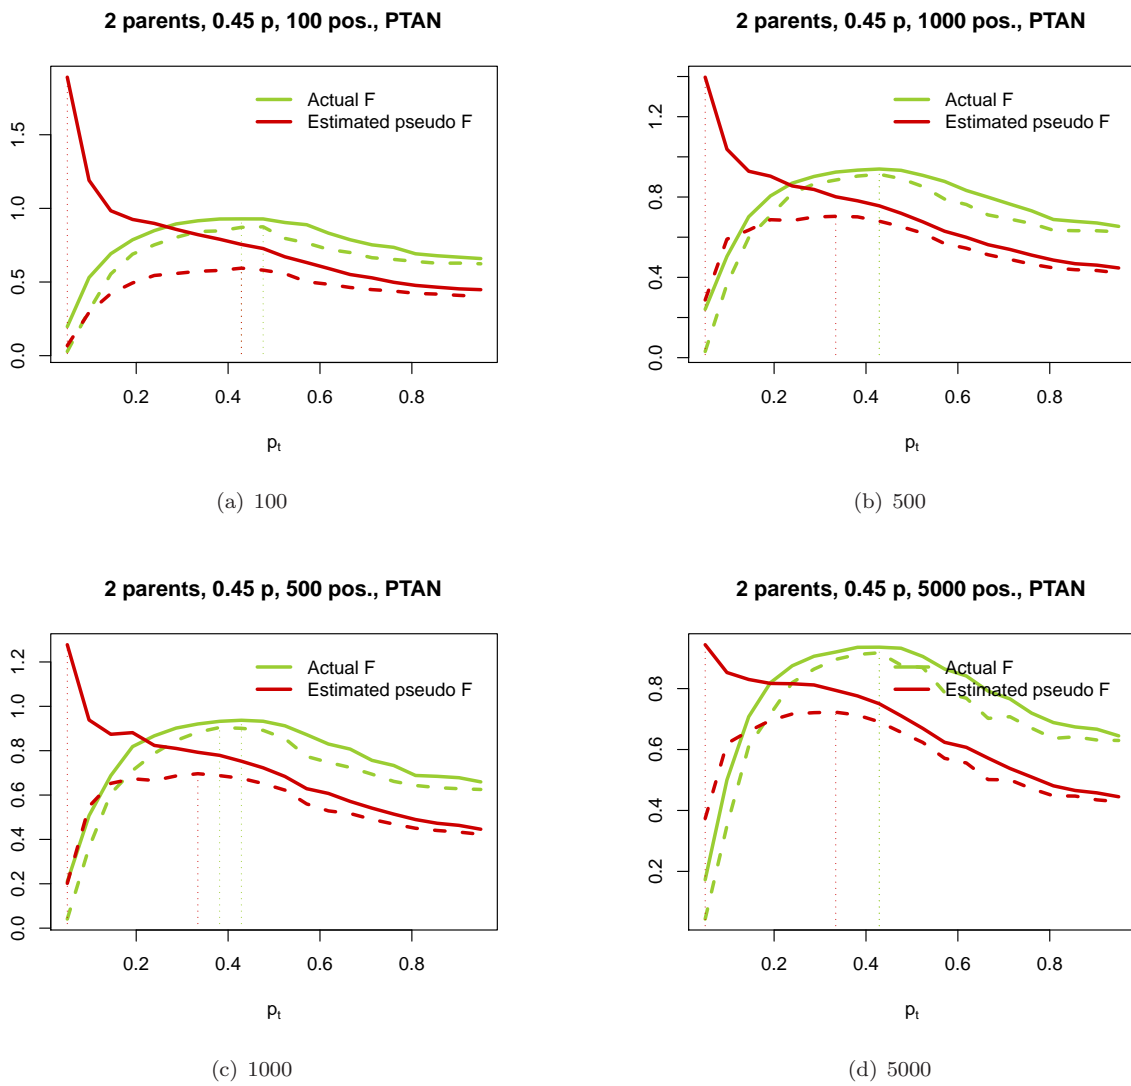 2 parents, 0.45 p, 100 pos., PTAN
Actual F
Estimated pseudo F
0.0
0.5
1.0
1.5
0.2
0.4
0.6
0.8
pt
(a) 100
2 parents, 0.45 p, 1000 pos., PTAN
Actual F
Estimated pseudo F
0.0
0.4
0.8
1.2
0.2
0.4
0.6
0.8
pt
(b) 500
2 parents, 0.45 p, 500 pos., PTAN
Actual F
Estimated pseudo F
0.0
0.2
0.4
0.6
0.8
1.0
1.2
0.2
0.4
0.6
0.8
pt
(c) 1000
2 parents, 0.45 p, 5000 pos., PTAN
Actual F
Estimated pseudo F
0.2
0.4
0.6
0.8
0.2
0.4
0.6
0.8
pt
(d) 5000